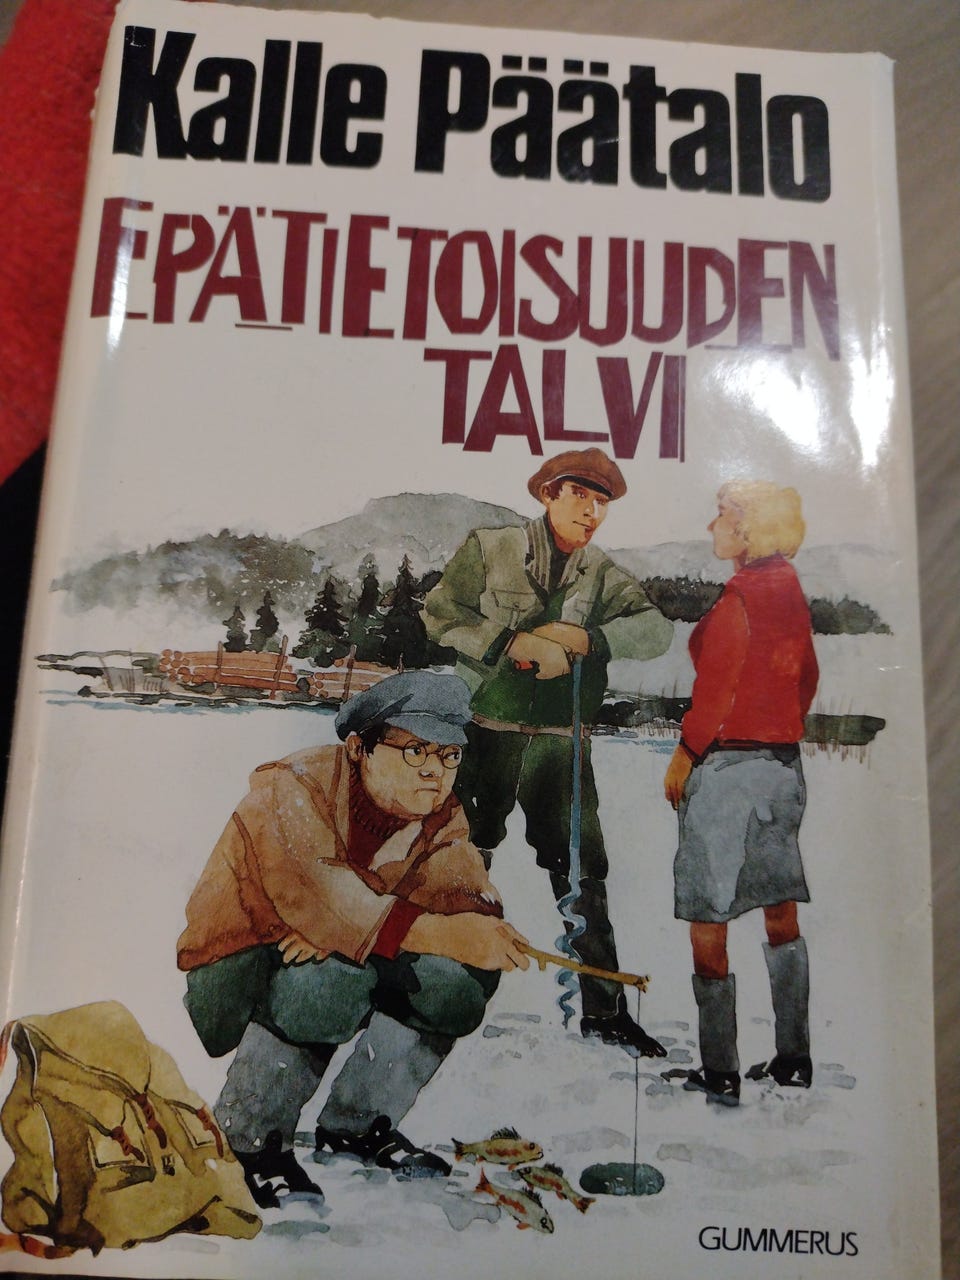 Kalle Päätalo
EPÄTIETOISUUDEN
TALVI
GUMMERUS